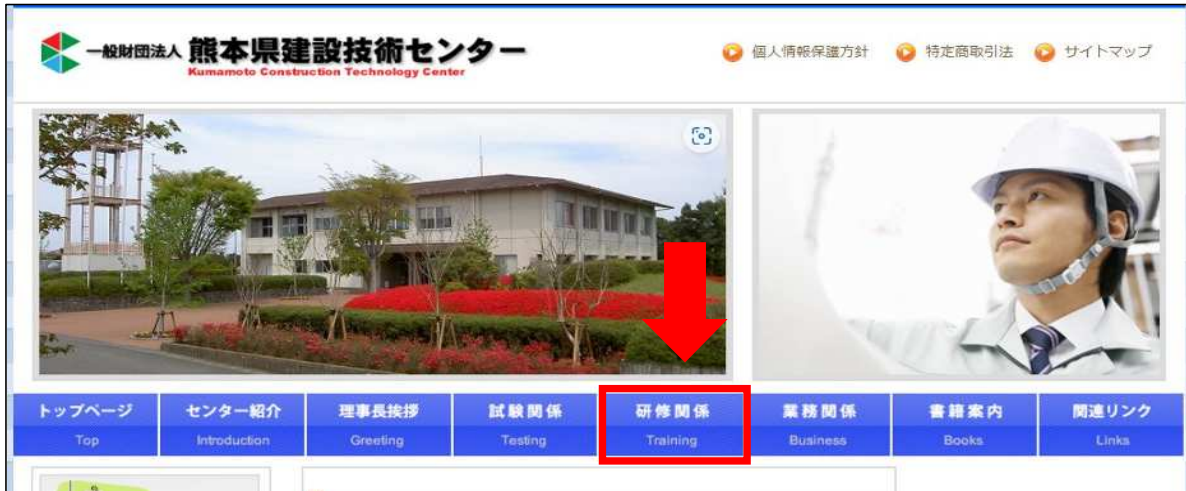 一般財団法人 熊本県建設技術センター
Kumamoto Construction Technology Center
個人情報保護方針 特定商取引法 サイトマップ
トップページ センター紹介 理事長挨拶 試験関係 研修関係 業務関係 書籍案内 関連リンク
Top Introduction Greeting Testing Training Business Books Links